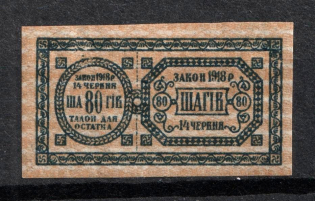 ЗАКОН 1918 Р
14 ЧЕРВНЯ
ША 80 ГІВ
ТАЛОН ДЛЯ
ОСТАТКА
ЗАКОН 1918 Р
80 ШАГІВ 80
14 ЧЕРВНЯ